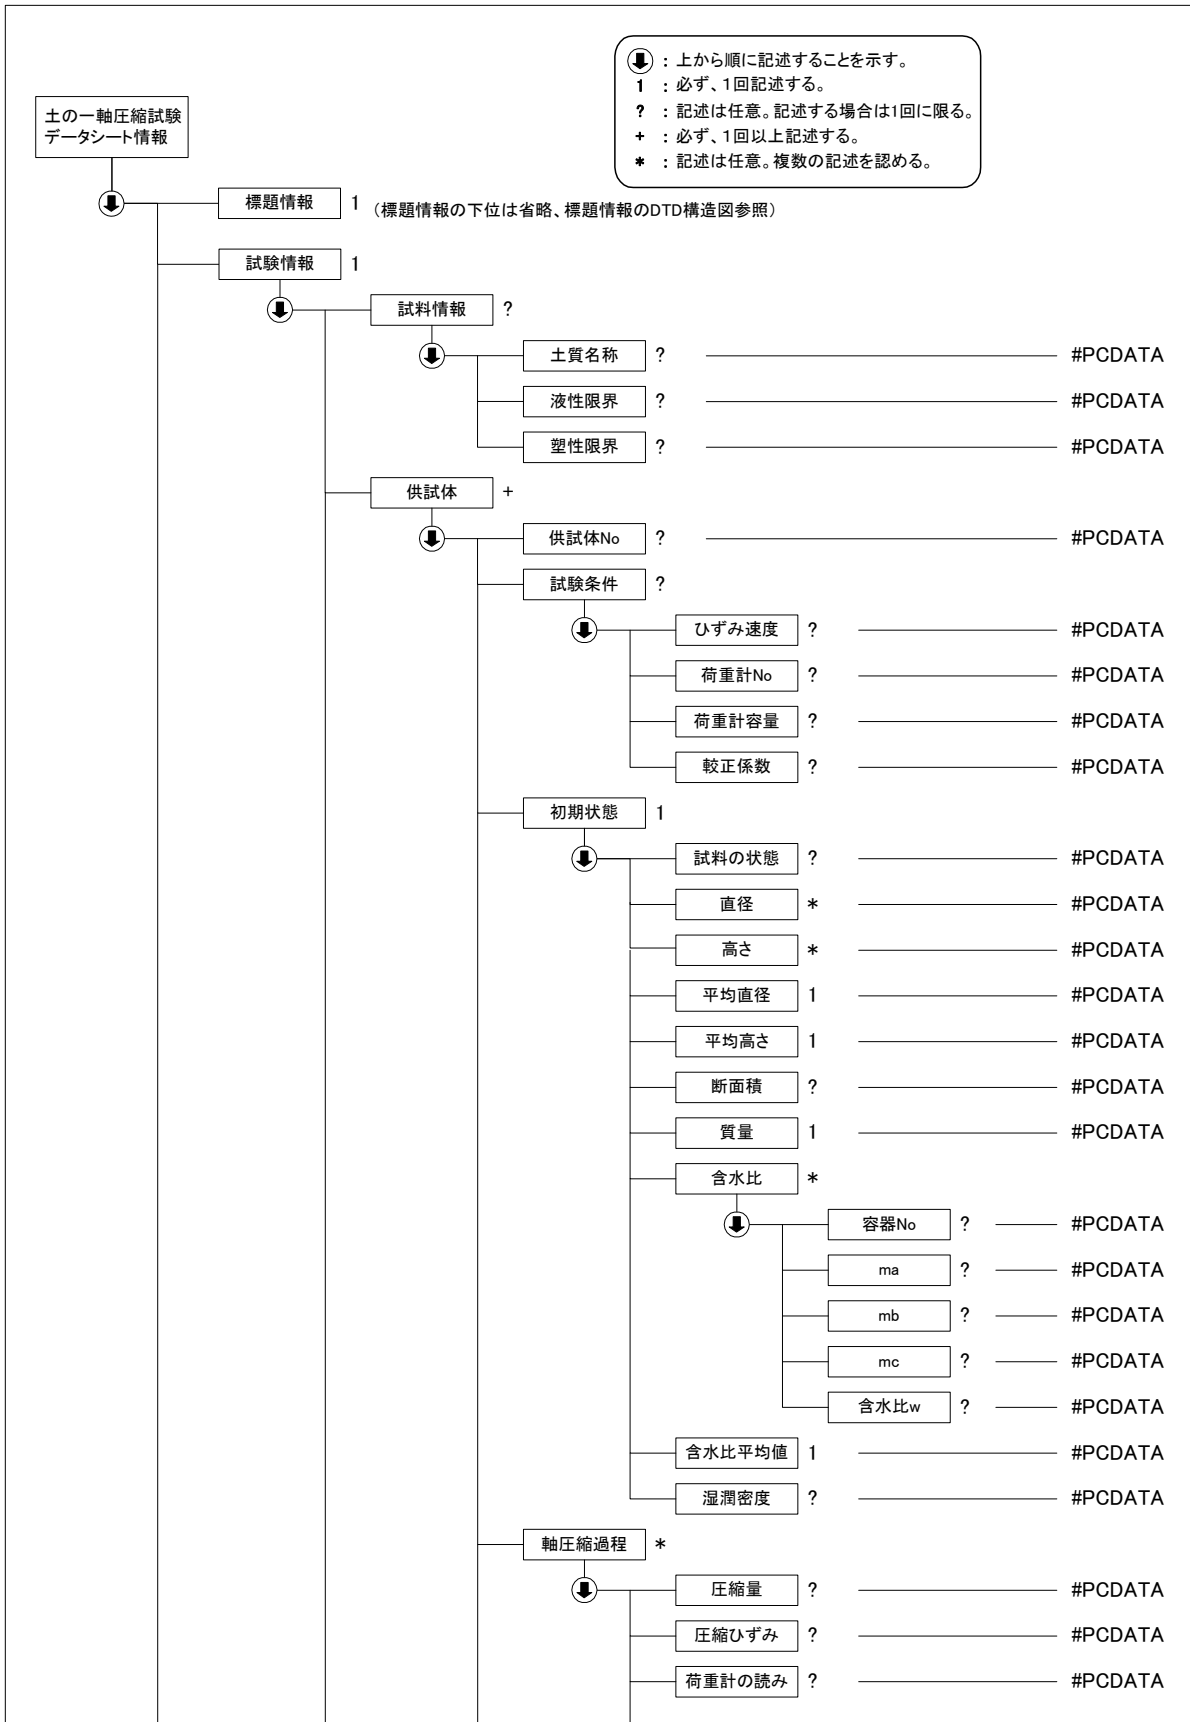 ：上から順に記述することを示す。
1 ：必ず、1回記述する。
? ：記述は任意。記述する場合は1回に限る。
+ ：必ず、1回以上記述する。
* ：記述は任意。複数の記述を認める。
土の一軸圧縮試験
データシート情報
標題情報 1 (標題情報の下位は省略、標題情報のDTD構造図参照)
試験情報 1
試料情報 ?
土質名称 ? #PCDATA
液性限界 ? #PCDATA
塑性限界 ? #PCDATA
供試体 +
供試体No ? #PCDATA
試験条件 ?
ひずみ速度 ? #PCDATA
荷重計No ? #PCDATA
荷重計容量 ? #PCDATA
較正係数 ? #PCDATA
初期状態 1
試料の状態 ? #PCDATA
直径 * #PCDATA
高さ * #PCDATA
平均直径 1 #PCDATA
平均高さ 1 #PCDATA
断面積 ? #PCDATA
質量 1 #PCDATA
含水比 *
容器No ? #PCDATA
ma ? #PCDATA
mb ? #PCDATA
mc ? #PCDATA
含水比w ? #PCDATA
含水比平均値 1 #PCDATA
湿潤密度 ? #PCDATA
軸圧縮過程 *
圧縮量 ? #PCDATA
圧縮ひずみ ? #PCDATA
荷重計の読み ? #PCDATA